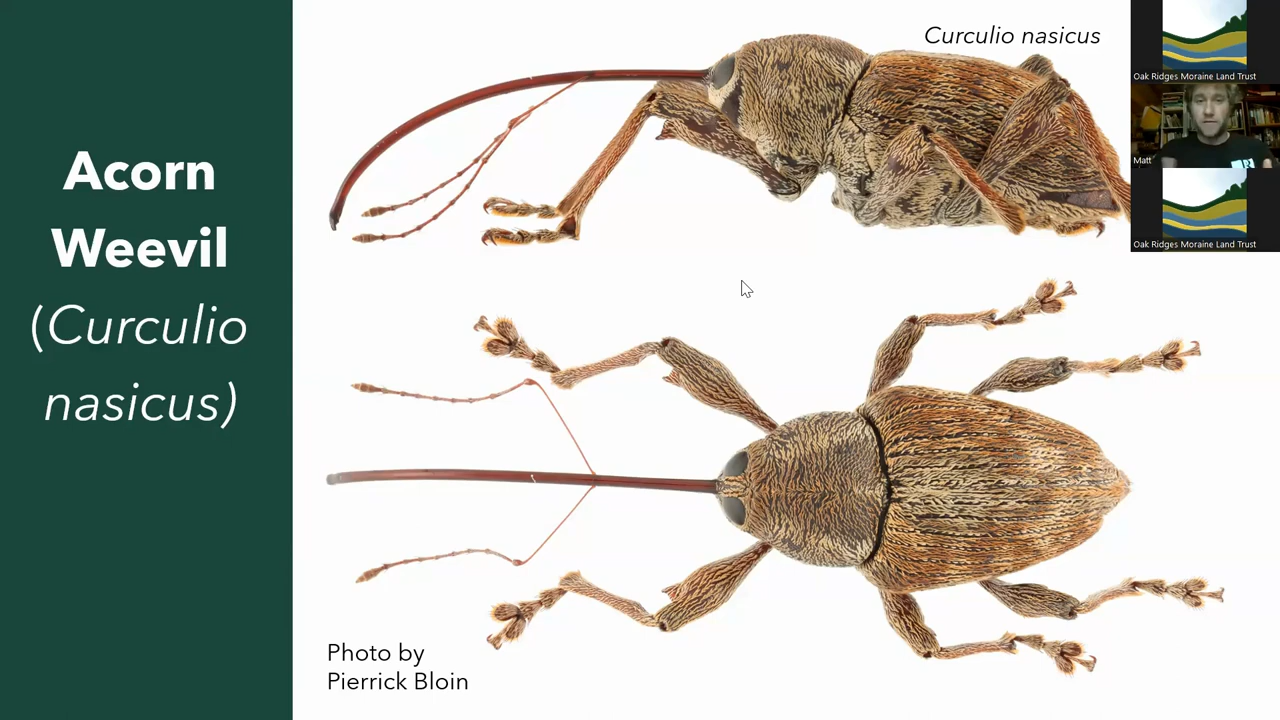 Acorn
Weevil
(Curculio
nasicus)
Curculio nasicus
Oak Ridges Moraine Land Trust
Matt
Oak Ridges Moraine Land Trust
Photo by
Pierrick Bloin